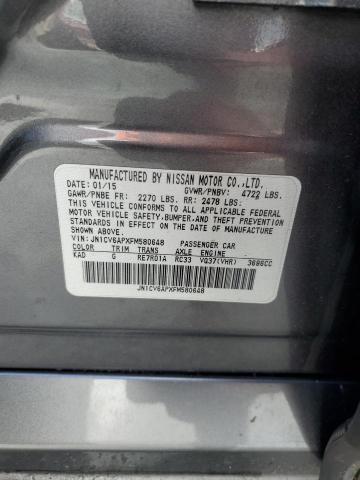 MANUFACTURED BY NISSAN MOTOR CO.,LTD.
DATE: 01/15 GVWR/PNBV: 4722 LBS.
GAWR/PNBE FR: 2270 LBS. RR: 2478 LBS.
THIS VEHICLE CONFORMS TO ALL APPLICABLE FEDERAL
MOTOR VEHICLE SAFETY,BUMPER,AND THEFT PREVENTION
STANDARDS IN EFFECT ON THE DATE OF MANUFACTURE
SHOWN ABOVE.
VIN: JN1CV6APXFM580648 PASSENGER CAR
COLOR TRIM TRANS AXLE ENGINE
KAD G RE7R01A RC33 VQ37(VHR) 3696CC
JN1CV6APXFM580648